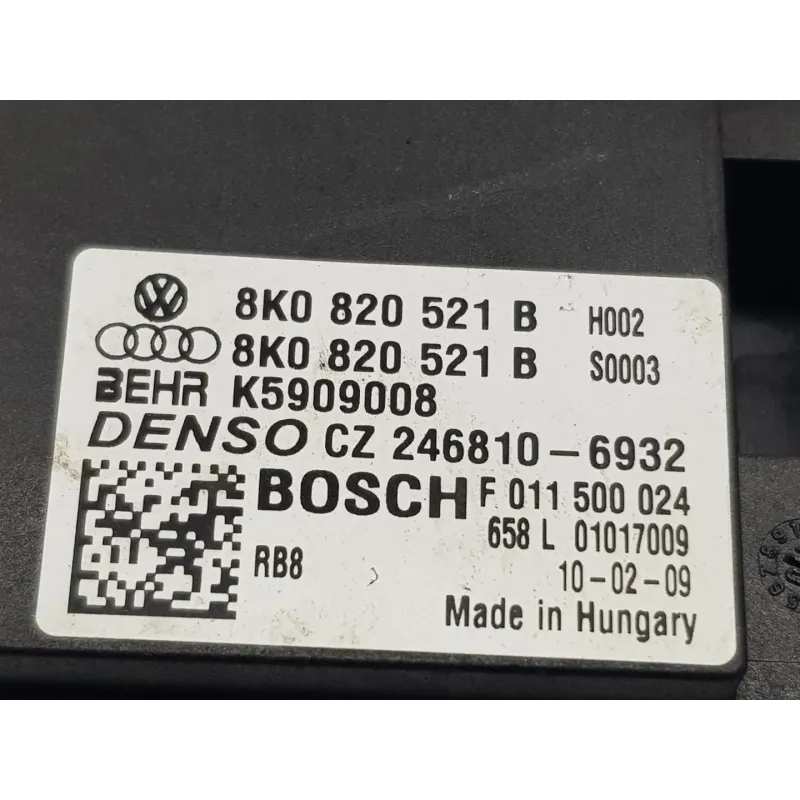 8K0 820 521 B H002
8K0 820 521 B S0003
BEHR K5909008
DENSO CZ 246810-6932
BOSCH F 011 500 024
658 L 01017009
RB8 10-02-09
Made in Hungary